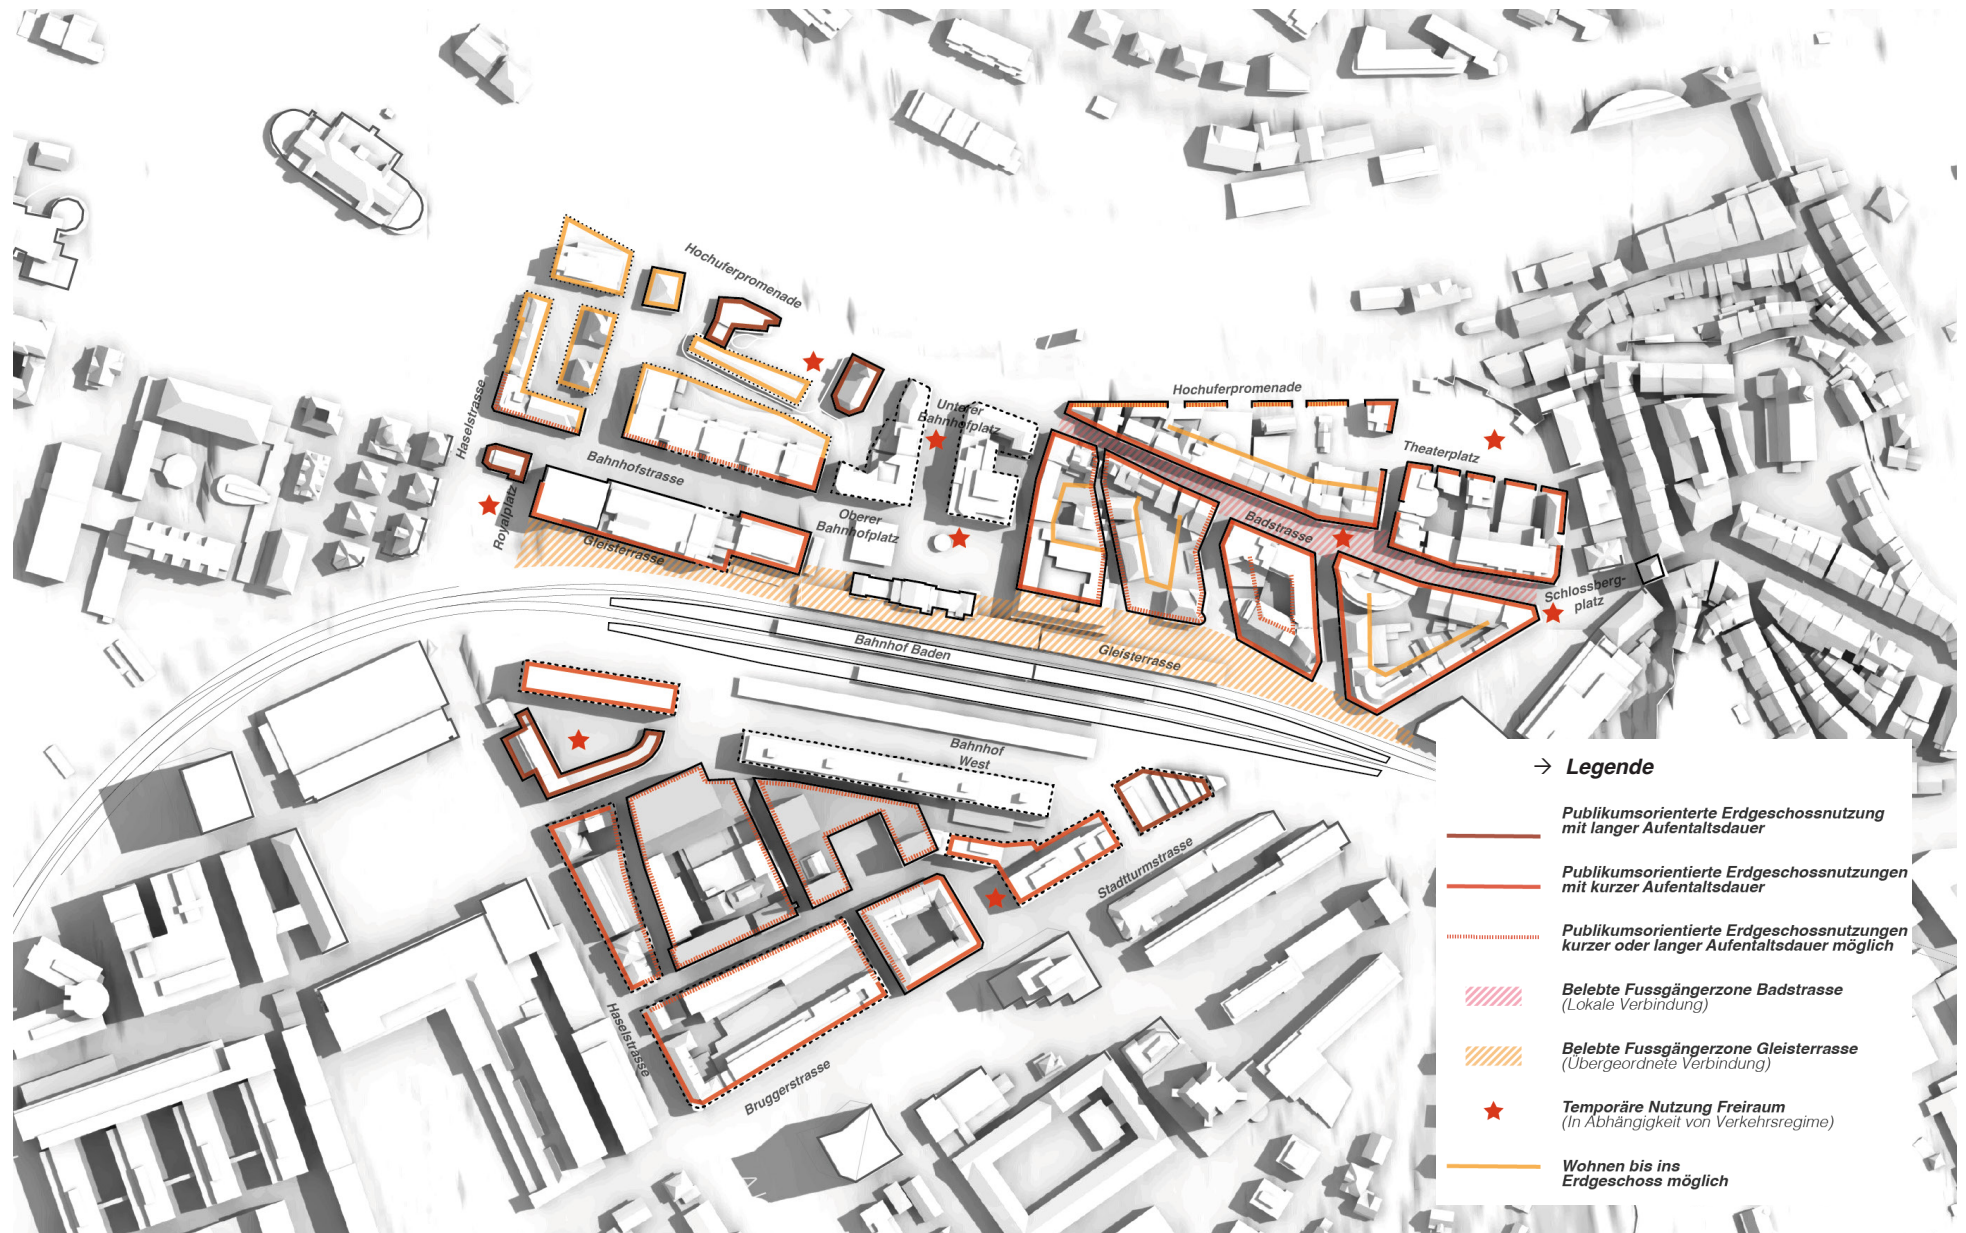 Hochuferpromenade
Haselstrasse
Hochuferpromenade
Unterer
Bahnhofplatz
Theaterplatz
Bahnhofstrasse
Royalplatz
Oberer
Bahnhofplatz
Badstrasse
Gleisterrasse
Schlossberg-
platz
Bahnhof Baden
Gleisterrasse
Bahnhof
West
Stadtturmstrasse
Haselstrasse
Bruggerstrasse
→ Legende
Publikumsorientierte Erdgeschossnutzung
mit langer Aufentaltsdauer
Publikumsorientierte Erdgeschossnutzungen
mit kurzer Aufentaltsdauer
Publikumsorientierte Erdgeschossnutzungen
kurzer oder langer Aufentaltsdauer möglich
Belebte Fussgängerzone Badstrasse
(Lokale Verbindung)
Belebte Fussgängerzone Gleisterrasse
(Übergeordnete Verbindung)
Temporäre Nutzung Freiraum
(In Abhängigkeit von Verkehrsregime)
Wohnen bis ins
Erdgeschoss möglich